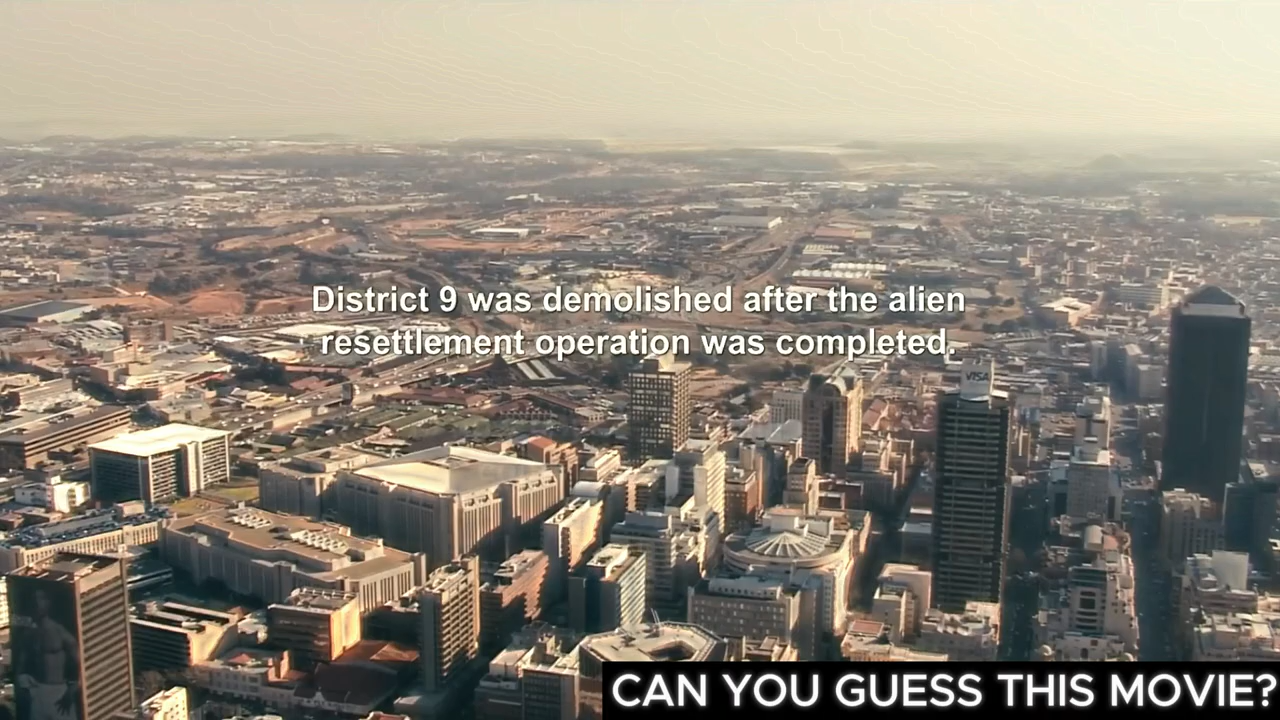 District 9 was demolished after the alien
resettlement operation was completed.
VISA
CAN YOU GUESS THIS MOVIE?